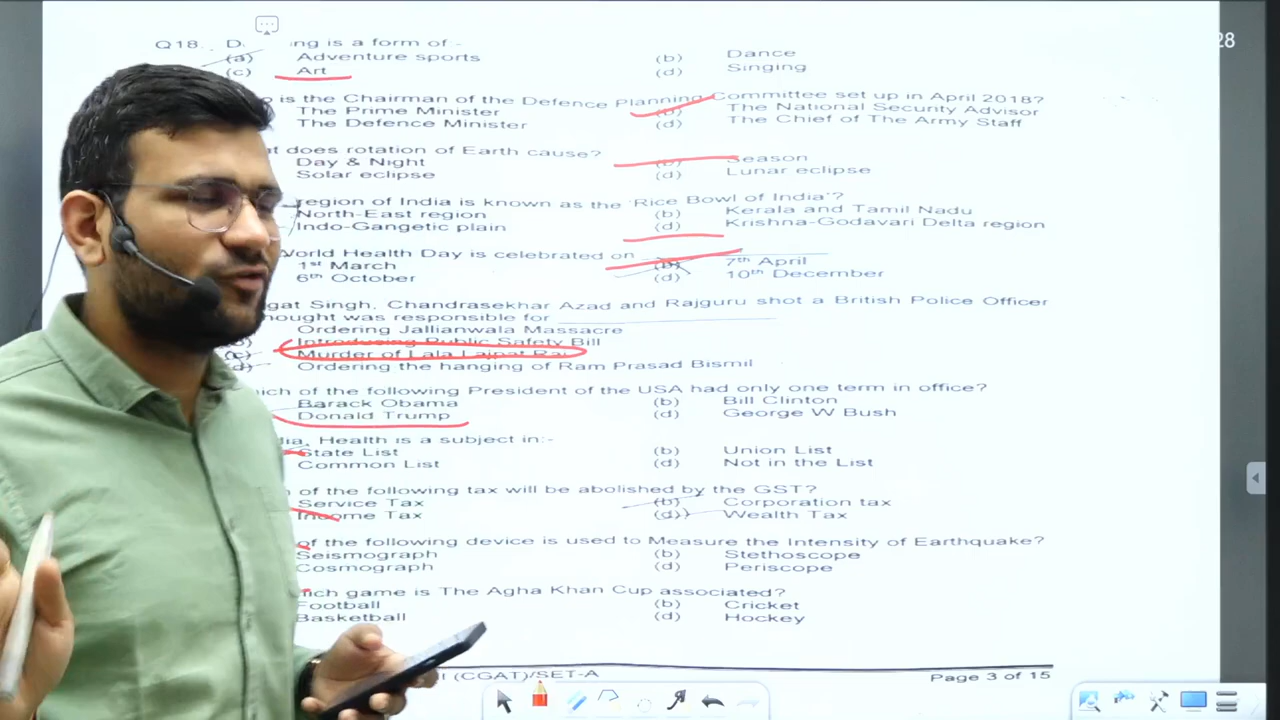 28
Q18. D ng is a form of -
(a) Adventure sports (b) Dance
(c) Art (d) Singing
is the Chairman of the Defence Planning Committee set up in April 2018?
The Prime Minister (b) The National Security Advisor
The Defence Minister (d) The Chief of The Army Staff
at does rotation of Earth cause?
Day & Night (b) Season
Solar eclipse (d) Lunar eclipse
region of India is known as the 'Rice Bowl of India'?
North-East region (b) Kerala and Tamil Nadu
Indo-Gangetic plain (d) Krishna-Godavari Delta region
World Health Day is celebrated on
1st March (b) 7th April
6th October (d) 10th December
gat Singh, Chandrasekhar Azad and Rajguru shot a British Police Officer
hought was responsible for
Ordering Jallianwala Massacre
Introducing Public Safety Bill
(c) Murder of Lala Lajpat Rai
(d) Ordering the hanging of Ram Prasad Bismil
ich of the following President of the USA had only one term in office?
Barack Obama (b) Bill Clinton
Donald Trump (d) George W Bush
dia, Health is a subject in:-
State List (b) Union List
Common List (d) Not in the List
of the following tax will be abolished by the GST?
Service Tax (b) Corporation tax
Income Tax (d) Wealth Tax
of the following device is used to Measure the Intensity of Earthquake?
Seismograph (b) Stethoscope
Cosmograph (d) Periscope
ich game is The Agha Khan Cup associated?
Football (b) Cricket
Basketball (d) Hockey
I (CGAT)/SET-A Page 3 of 15